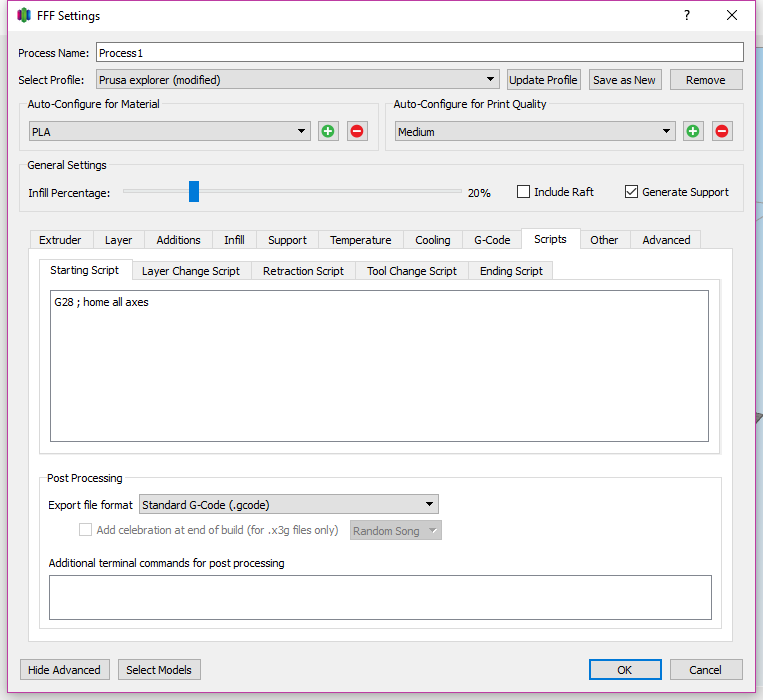 FFF Settings
?
Process Name: Process1
Select Profile: Prusa explorer (modified) Update Profile Save as New Remove
Auto-Configure for Material Auto-Configure for Print Quality
PLA Medium
General Settings
Infill Percentage: 20% Include Raft Generate Support
Extruder Layer Additions Infill Support Temperature Cooling G-Code Scripts Other Advanced
Starting Script Layer Change Script Retraction Script Tool Change Script Ending Script
G28 ; home all axes
Post Processing
Export file format Standard G-Code (.gcode)
Add celebration at end of build (for .x3g files only) Random Song
Additional terminal commands for post processing
Hide Advanced Select Models OK Cancel